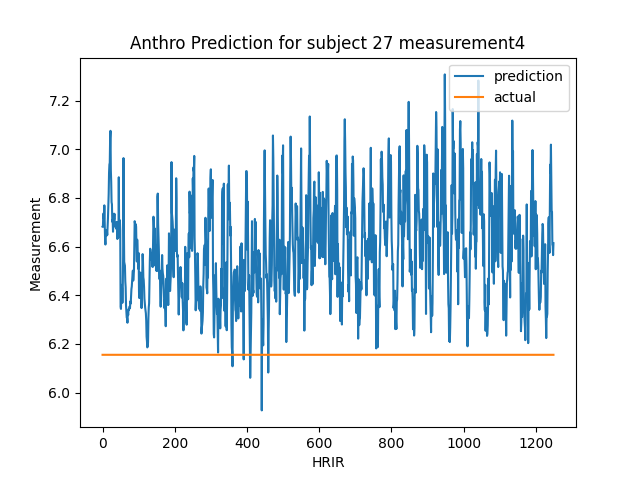 Anthro Prediction for subject 27 measurement4
prediction
actual
Measurement
7.2
7.0
6.8
6.6
6.4
6.2
6.0
0 200 400 600 800 1000 1200
HRIR